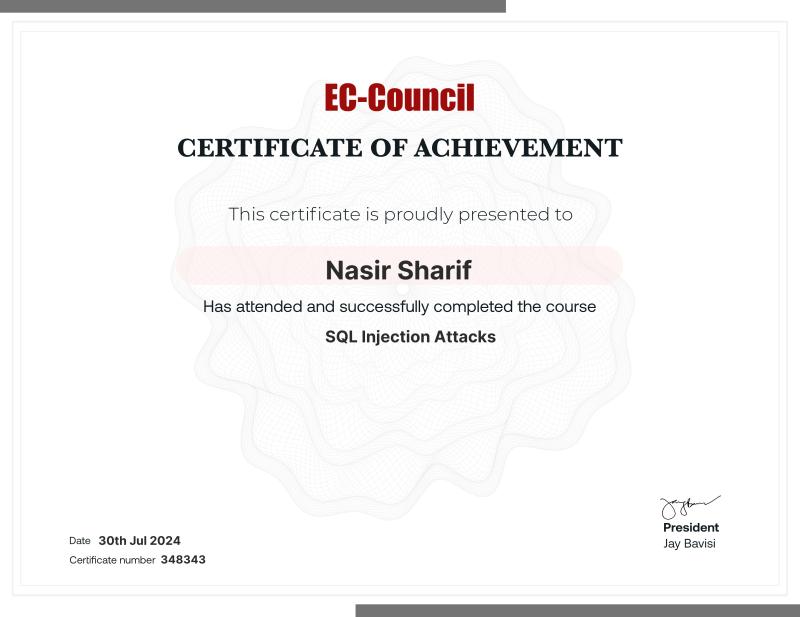 EC-Council
CERTIFICATE OF ACHIEVEMENT
This certificate is proudly presented to
Nasir Sharif
Has attended and successfully completed the course
SQL Injection Attacks
Date 30th Jul 2024
Certificate number 348343
President
Jay Bavisi